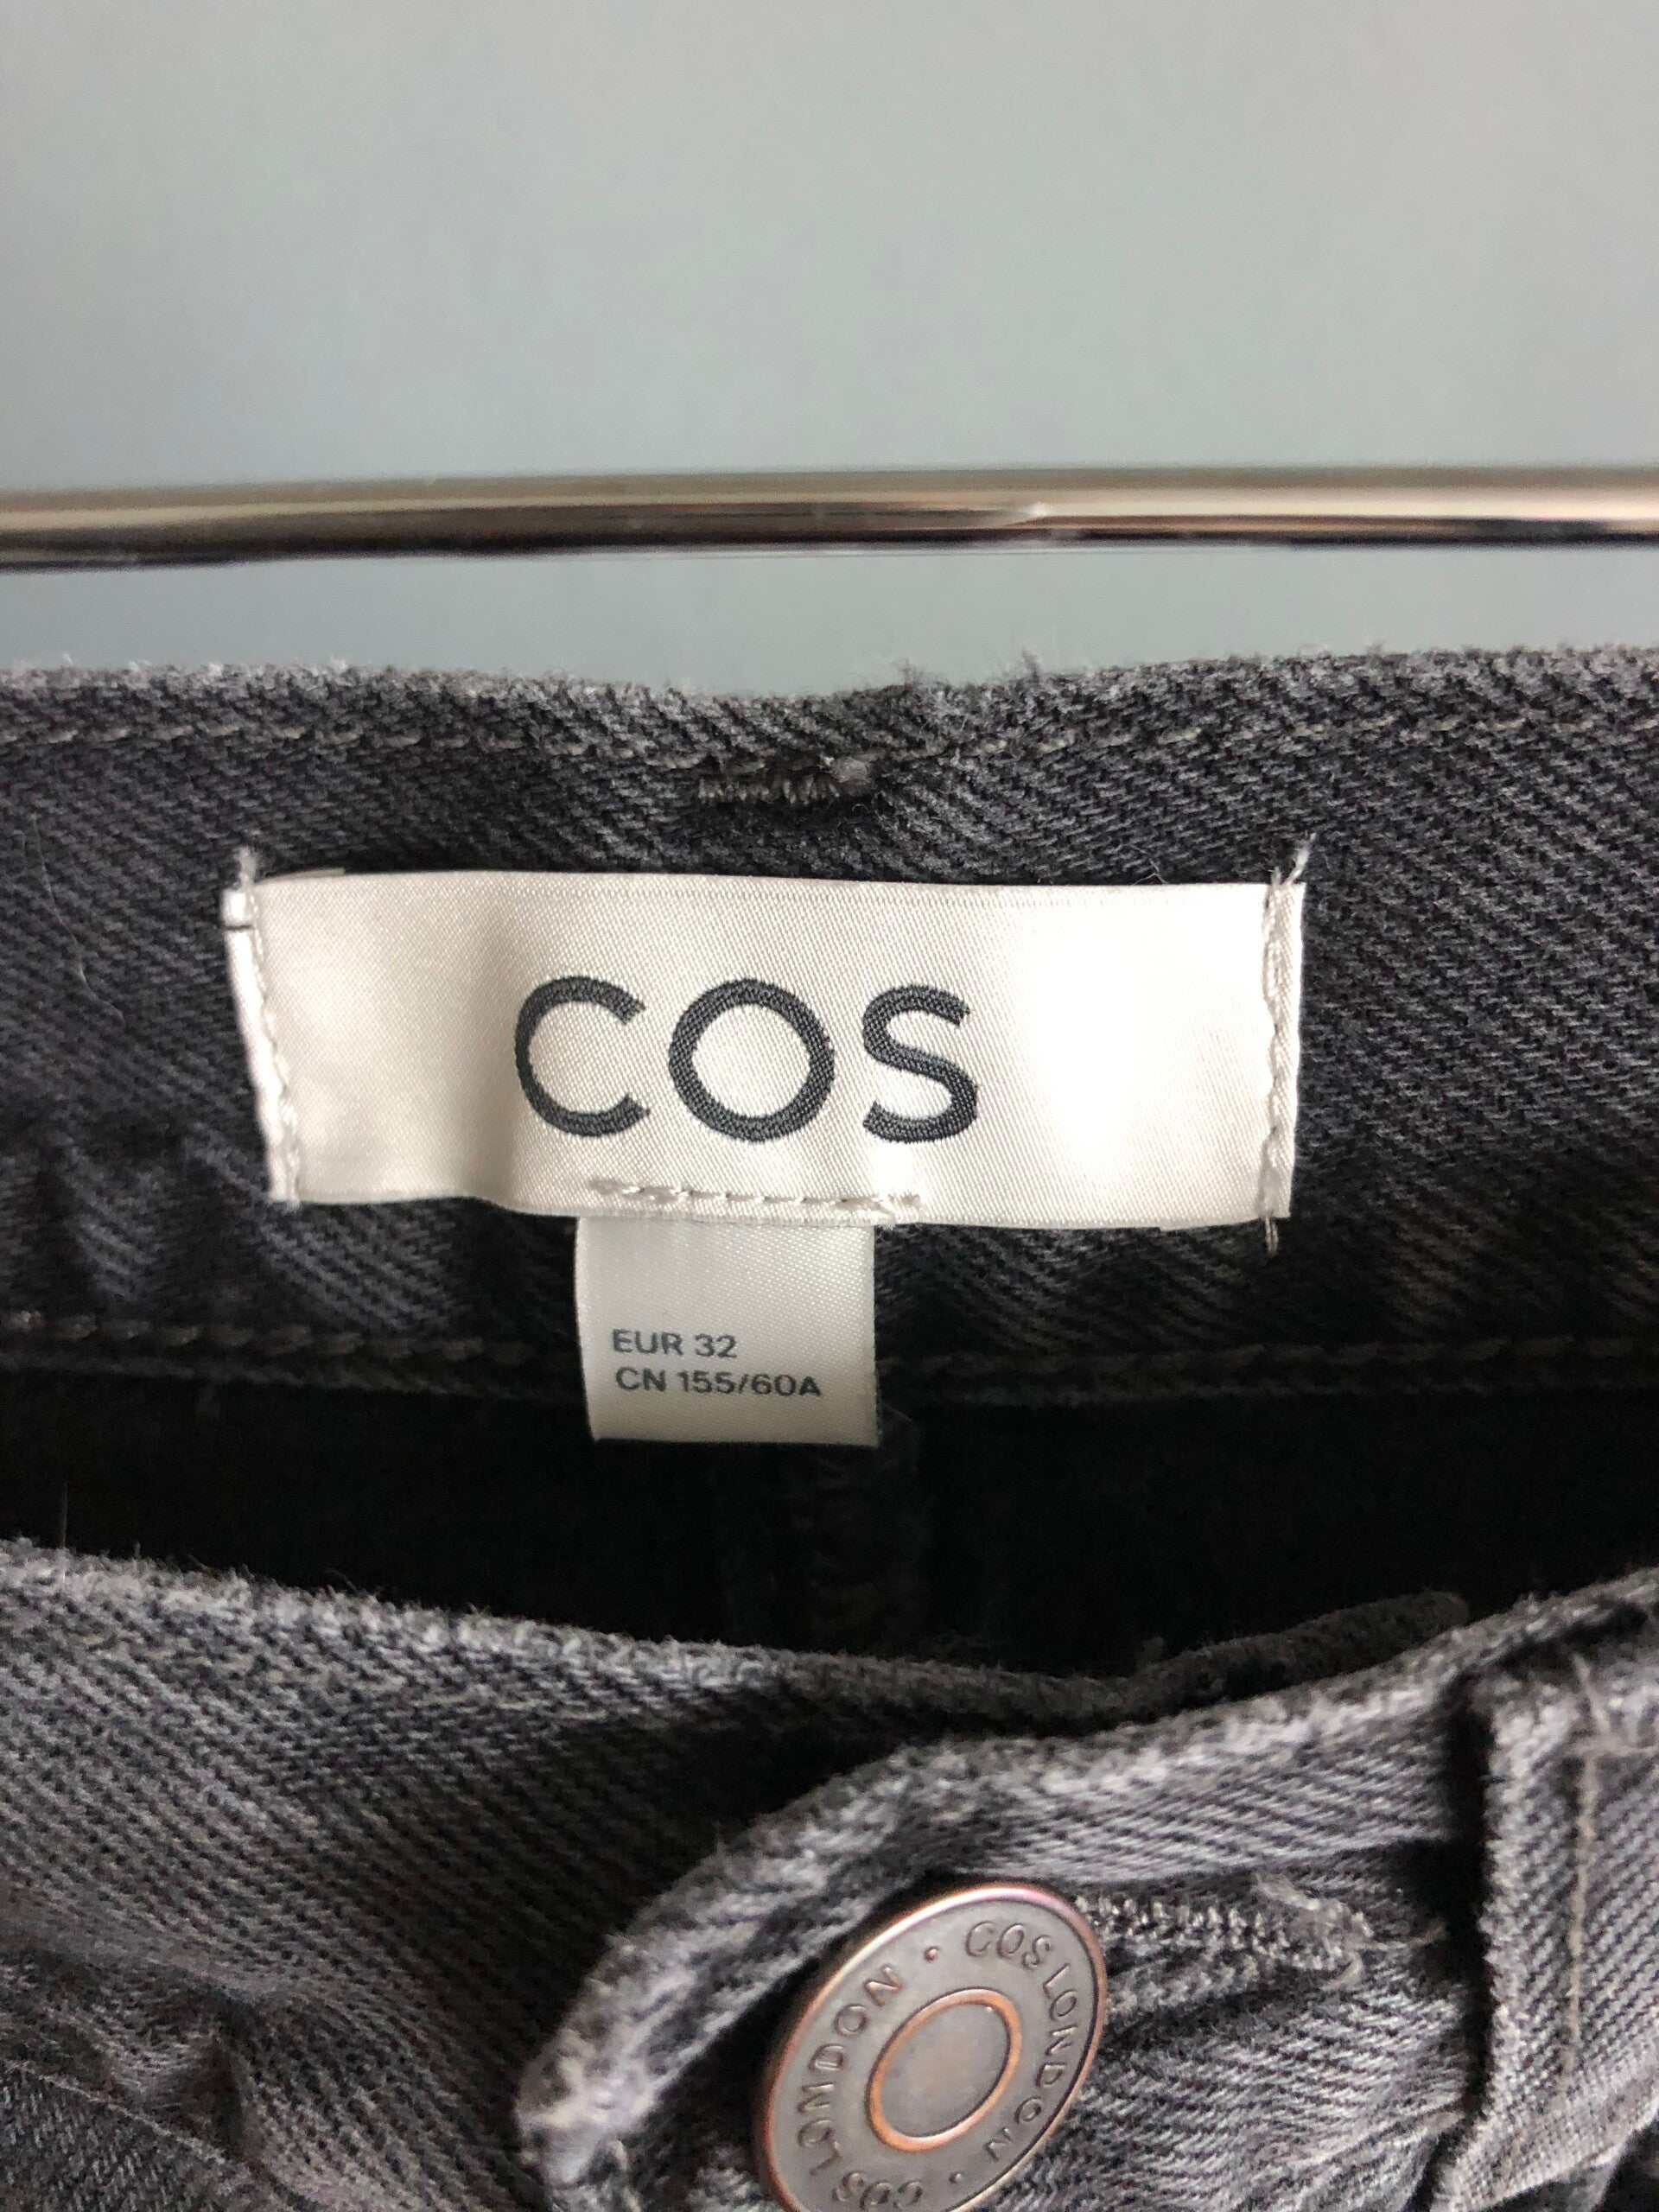 COS
EUR 32
CN 155/60A
COS LONDON · COS LONDON ·